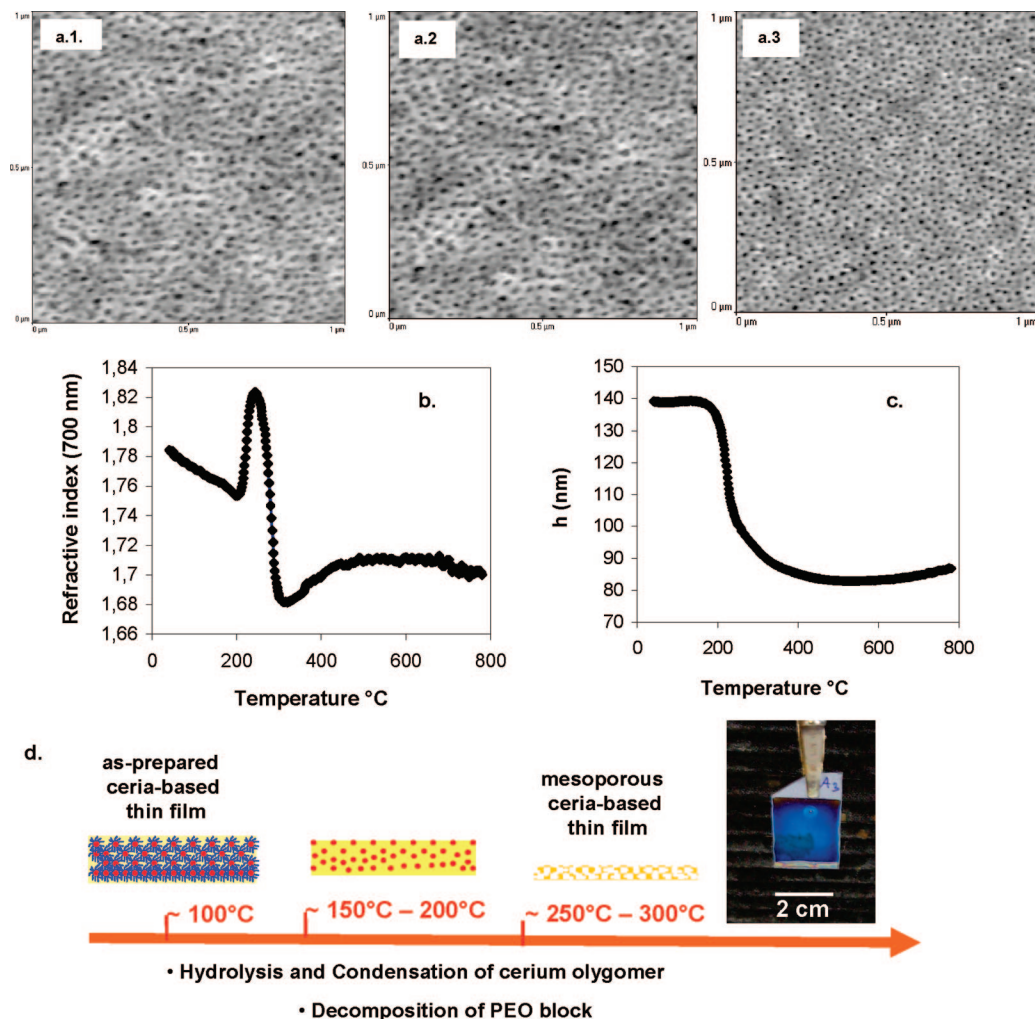 a.1.
a.2
a.3
1 µm
0.5 µm
0 µm
0 µm
0.5 µm
1 µm
1 µm
0.5 µm
0 µm
0 µm
0.5 µm
1 µm
1 µm
0.5 µm
0 µm
0 µm
0.5 µm
1 µm
b.
Refractive index (700 nm)
1,84
1,82
1,8
1,78
1,76
1,74
1,72
1,7
1,68
1,66
0
200
400
600
800
Temperature °C
c.
h (nm)
150
140
130
120
110
100
90
80
70
0
200
400
600
800
Temperature °C
d.
as-prepared
ceria-based
thin film
mesoporous
ceria-based
thin film
A3
2 cm
~ 100°C
~ 150°C – 200°C
~ 250°C – 300°C
• Hydrolysis and Condensation of cerium olygomer
• Decomposition of PEO block